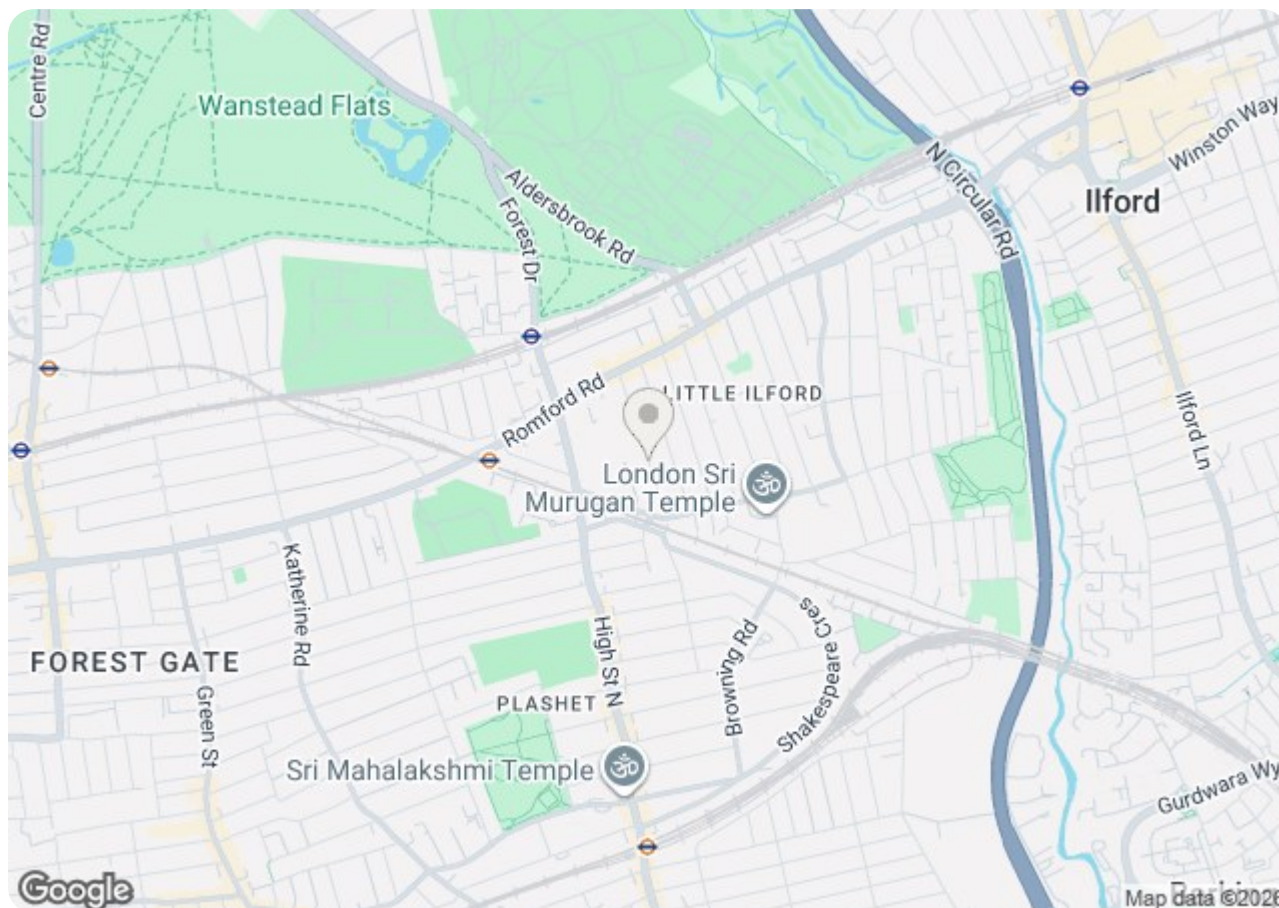 Centre Rd
Wanstead Flats
Aldersbrook Rd
Forest Dr
N Circular Rd
Winston Way
Ilford
Romford Rd
LITTLE ILFORD
Ilford Ln
London Sri
Murugan Temple
ॐ
Katherine Rd
High St N
Browning Rd
Shakespeare Cres
FOREST GATE
Green St
PLASHET
Sri Mahalakshmi Temple
ॐ
Gurdwara Wy
Google
Map data ©2026